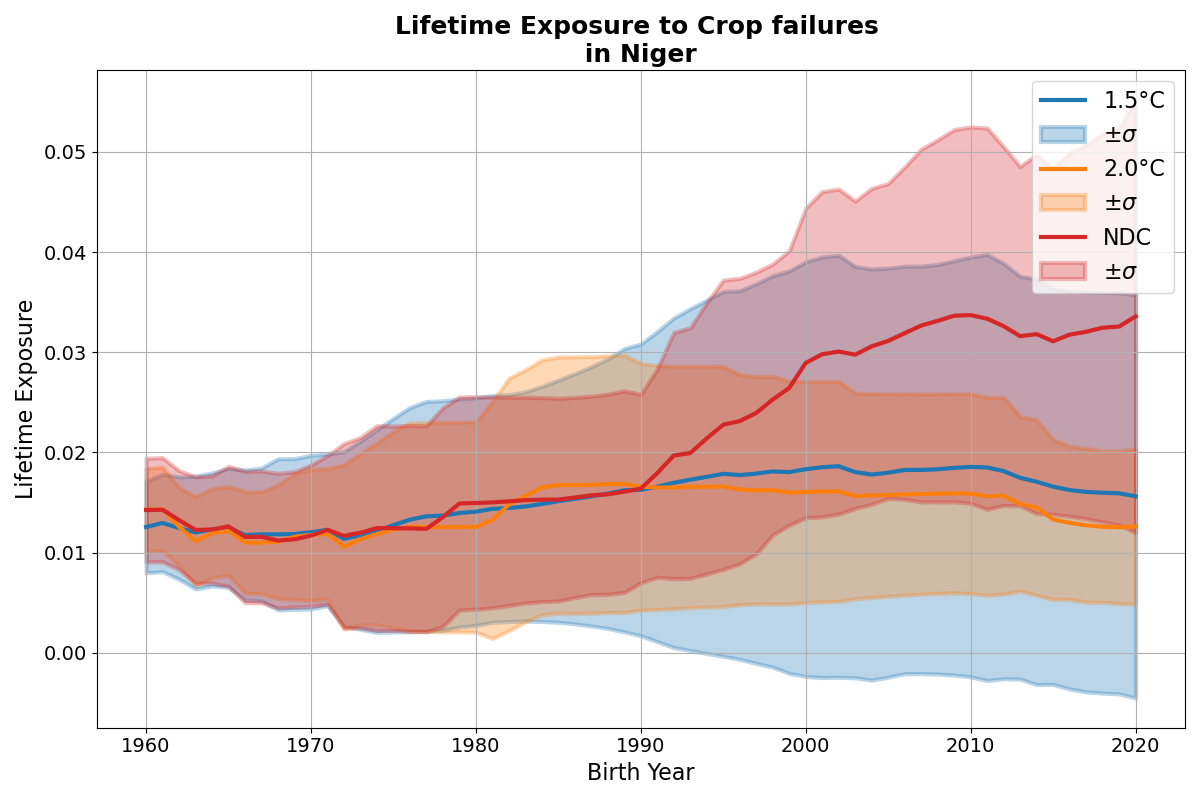 Lifetime Exposure to Crop failures
in Niger
Lifetime Exposure
0.05
0.04
0.03
0.02
0.01
0.00
1.5°C
±σ
2.0°C
±σ
NDC
±σ
1960 1970 1980 1990 2000 2010 2020
Birth Year